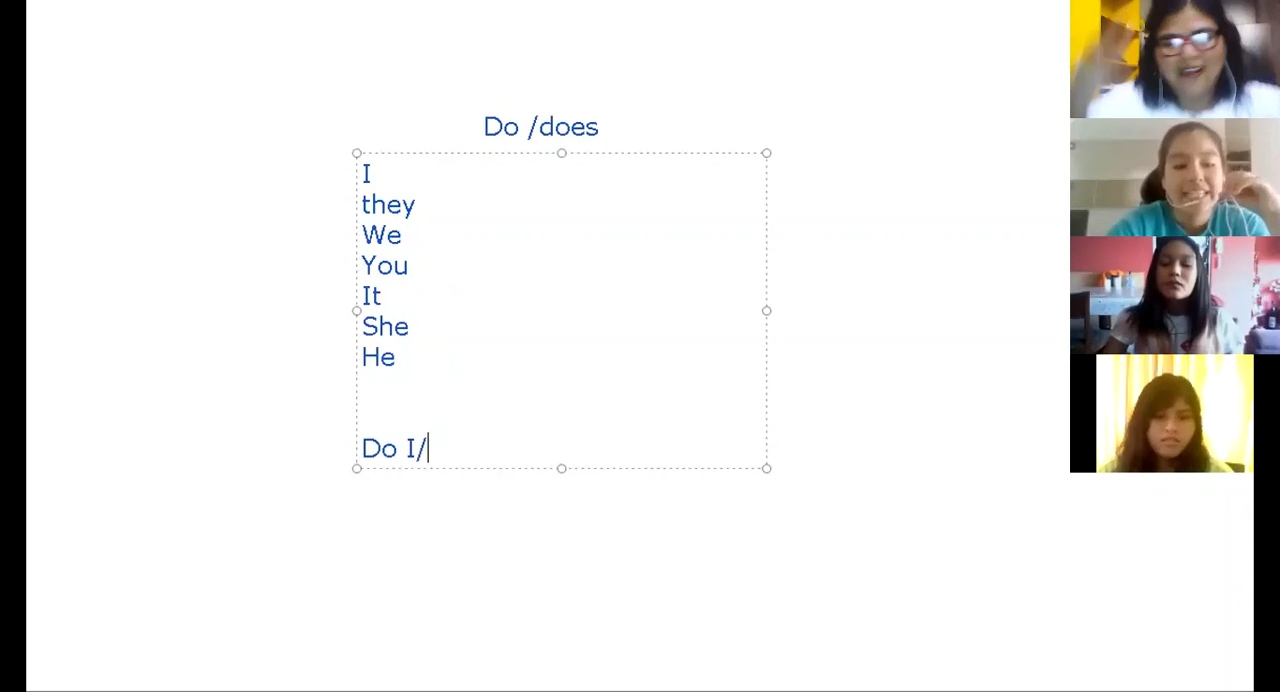 Do /does
I
they
We
You
It
She
He
Do I/